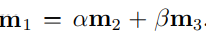 m₁ = αm₂ + βm₃.